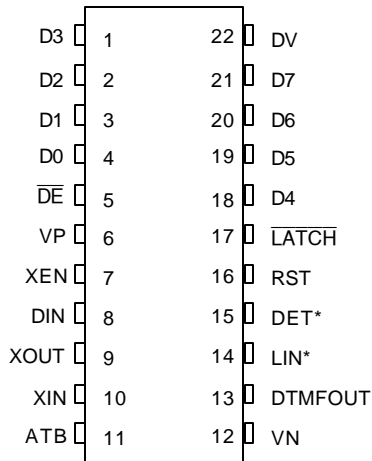 D3 1 22 DV
D2 2 21 D7
D1 3 20 D6
D0 4 19 D5
DE 5 18 D4
VP 6 17 LATCH
XEN 7 16 RST
DIN 8 15 DET*
XOUT 9 14 LIN*
XIN 10 13 DTMFOUT
ATB 11 12 VN